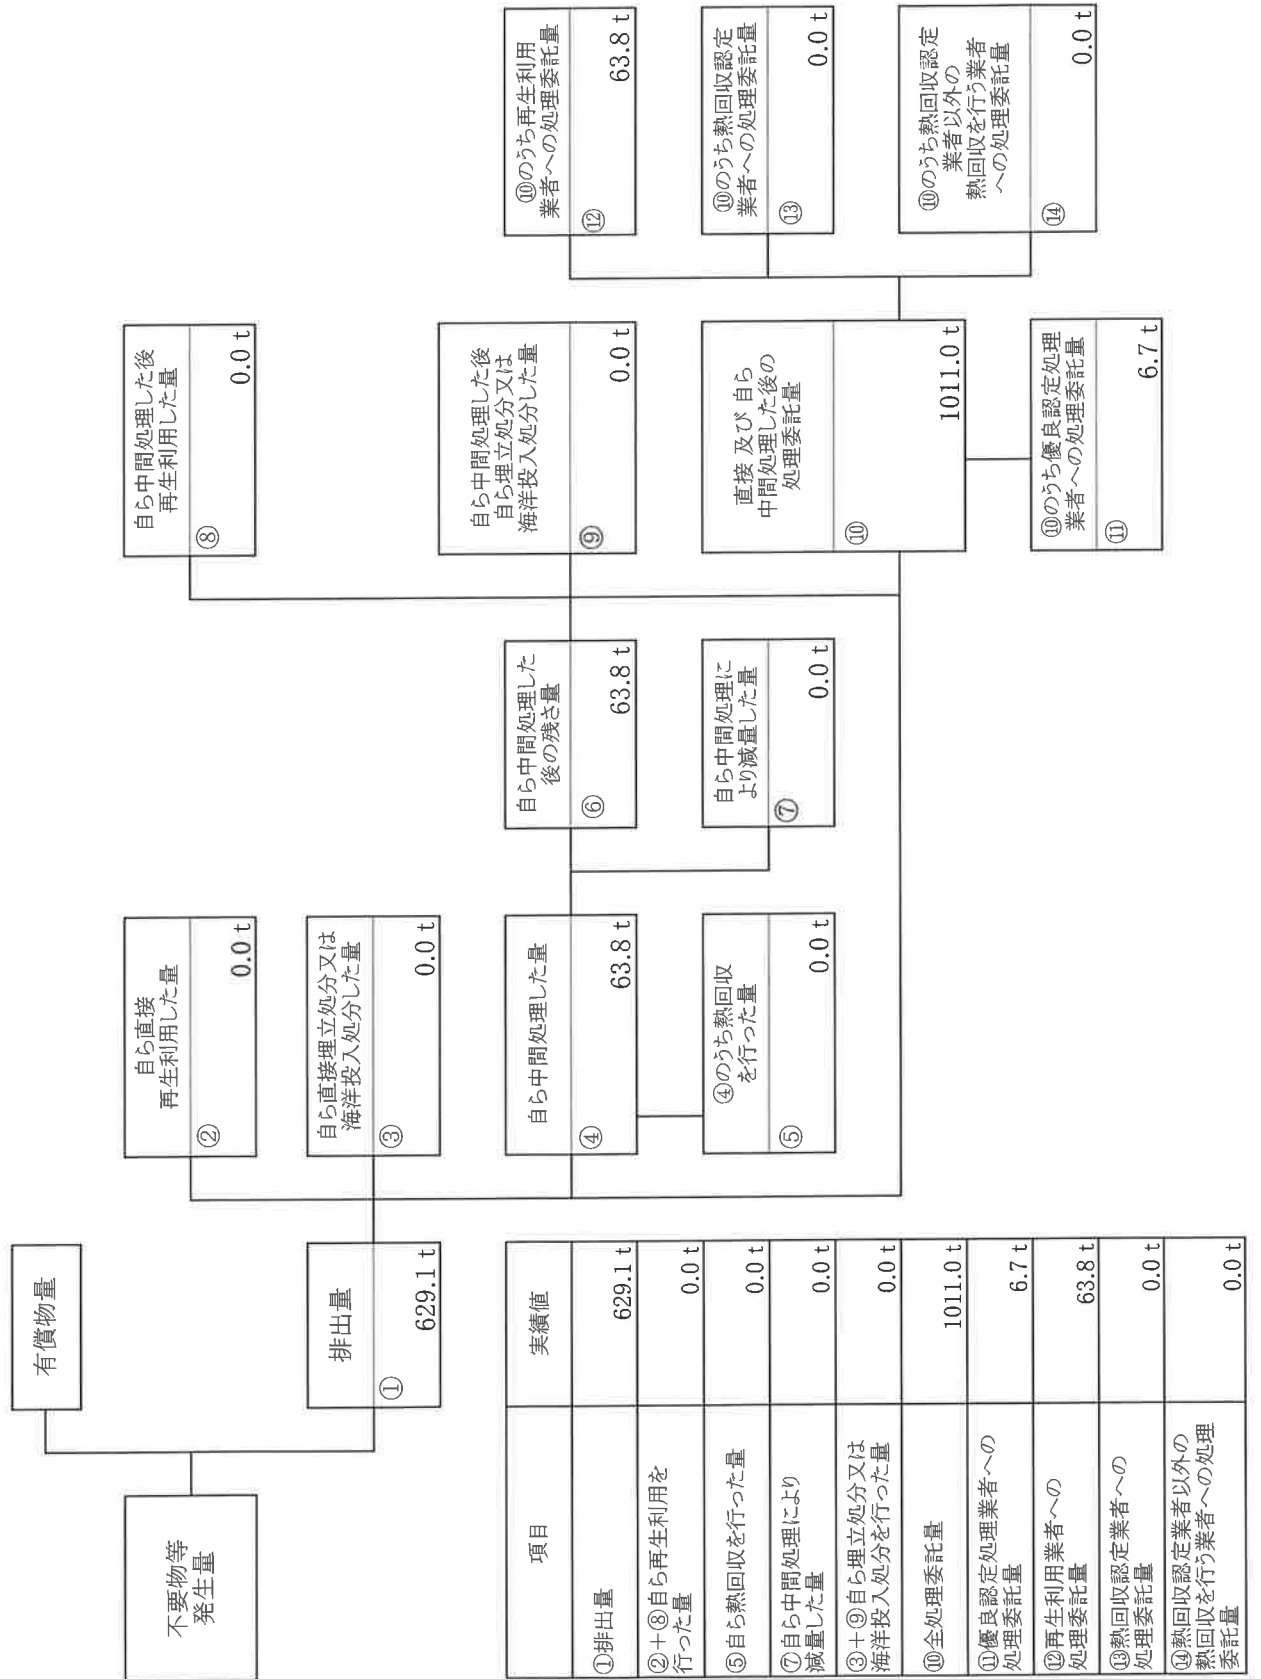 不要物等
発生量
有償物量
排出量
①
629.1 t
自ら直接
再生利用した量
②
0.0 t
自ら直接埋立処分又は
海洋投入処分した量
③
0.0 t
自ら中間処理した量
④
63.8 t
④のうち熱回収
を行った量
⑤
0.0 t
自ら中間処理した
後の残さ量
⑥
63.8 t
自ら中間処理に
より減量した量
⑦
0.0 t
自ら中間処理した後
再生利用した量
⑧
0.0 t
自ら中間処理した後
自ら埋立処分又は
海洋投入処分した量
⑨
0.0 t
直接 及び 自ら
中間処理した後の
処理委託量
⑩
1011.0 t
⑩のうち優良認定処理
業者への処理委託量
⑪
6.7 t
⑩のうち再生利用
業者への処理委託量
⑫
63.8 t
⑩のうち熱回収認定
業者への処理委託量
⑬
0.0 t
⑩のうち熱回収認定
業者以外の
熱回収を行う業者
への処理委託量
⑭
0.0 t
項目
実績値
①排出量
629.1 t
②+⑧自ら再生利用を
行った量
0.0 t
⑤自ら熱回収を行った量
0.0 t
⑦自ら中間処理により
減量した量
0.0 t
③+⑨自ら埋立処分又は
海洋投入処分を行った量
0.0 t
⑩全処理委託量
1011.0 t
⑪優良認定処理業者への
処理委託量
6.7 t
⑫再生利用業者への
処理委託量
63.8 t
⑬熱回収認定業者への
処理委託量
0.0 t
⑭熱回収認定業者以外の
熱回収を行う業者への処理
委託量
0.0 t